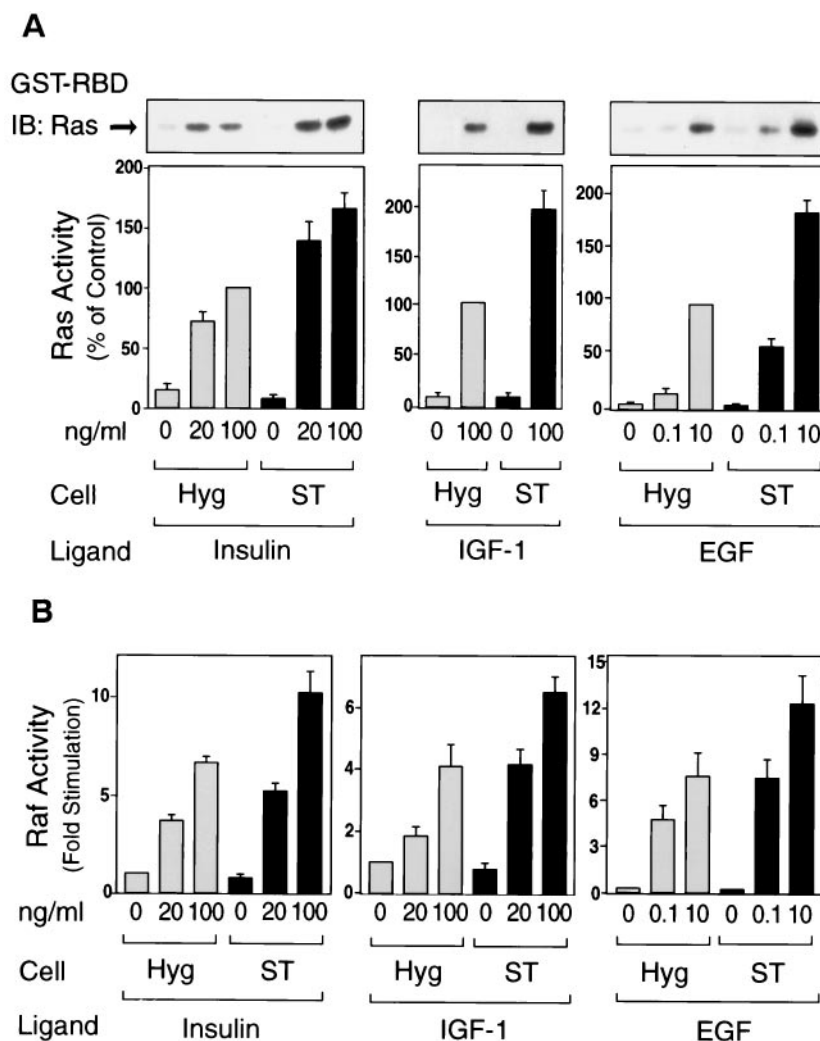 A
GST-RBD
IB: Ras
200
150
100
50
0
Ras Activity
(% of Control)
200
150
100
50
0
200
150
100
50
0
ng/ml 0 20 100 0 20 100 0 100 0 100 0 0.1 10 0 0.1 10
Cell Hyg ST Hyg ST Hyg ST
Ligand Insulin IGF-1 EGF
B
10
5
0
Raf Activity
(Fold Stimulation)
6
4
2
0
15
12
9
6
3
0
ng/ml 0 20 100 0 20 100 0 20 100 0 20 100 0 0.1 10 0 0.1 10
Cell Hyg ST Hyg ST Hyg ST
Ligand Insulin IGF-1 EGF